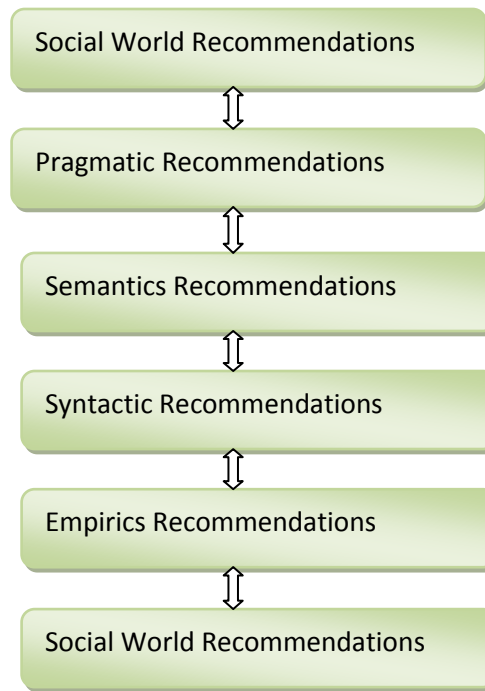 Social World Recommendations
Pragmatic Recommendations
Semantics Recommendations
Syntactic Recommendations
Empirics Recommendations
Social World Recommendations